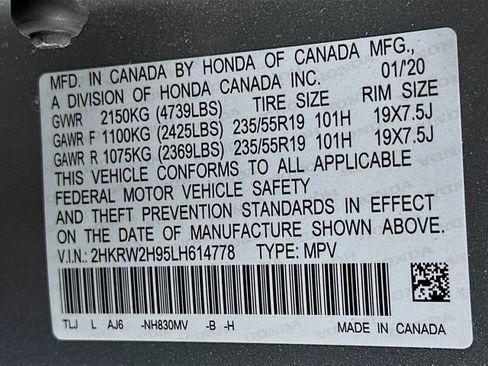 MFD. IN CANADA BY HONDA OF CANADA MFG.,
A DIVISION OF HONDA CANADA INC. 01/'20
GVWR 2150KG (4739LBS) TIRE SIZE RIM SIZE
GAWR F 1100KG (2425LBS) 235/55R19 101H 19X7.5J
GAWR R 1075KG (2369LBS) 235/55R19 101H 19X7.5J
THIS VEHICLE CONFORMS TO ALL APPLICABLE
FEDERAL MOTOR VEHICLE SAFETY
AND THEFT PREVENTION STANDARDS IN EFFECT
ON THE DATE OF MANUFACTURE SHOWN ABOVE.
V.I.N.: 2HKRW2H95LH614778 TYPE: MPV
TLJ L AJ6 -NH830MV -B -H
MADE IN CANADA